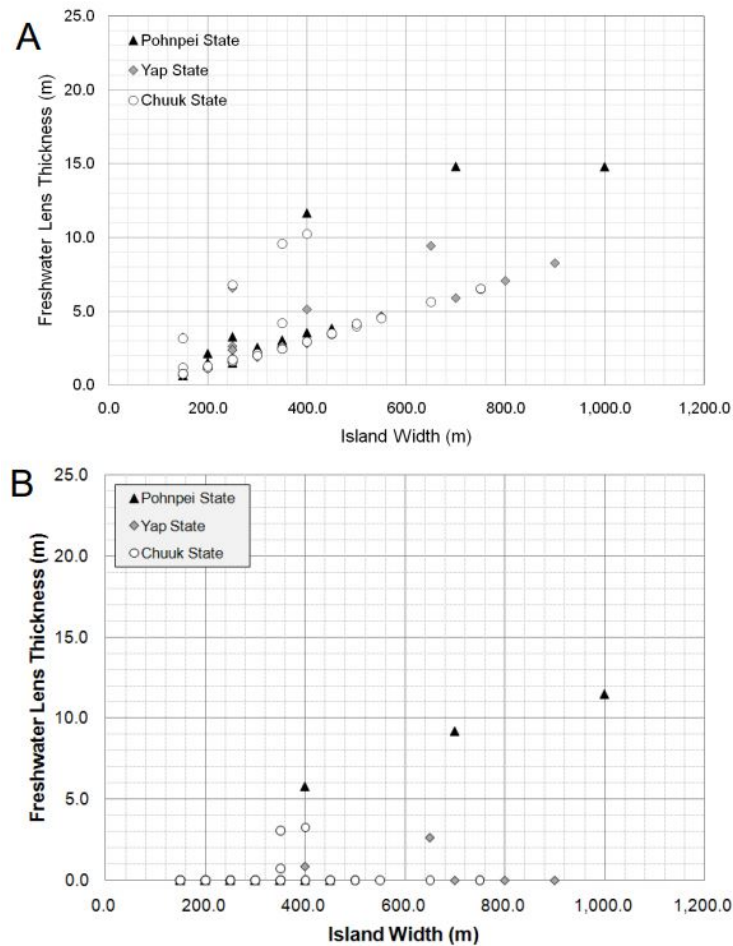 A
Pohnpei State
Yap State
Chuuk State
Freshwater Lens Thickness (m)
25.0
20.0
15.0
10.0
5.0
0.0
0.0 200.0 400.0 600.0 800.0 1,000.0 1,200.0
Island Width (m)
B
Pohnpei State
Yap State
Chuuk State
Freshwater Lens Thickness (m)
25.0
20.0
15.0
10.0
5.0
0.0
0.0 200.0 400.0 600.0 800.0 1,000.0 1,200.0
Island Width (m)